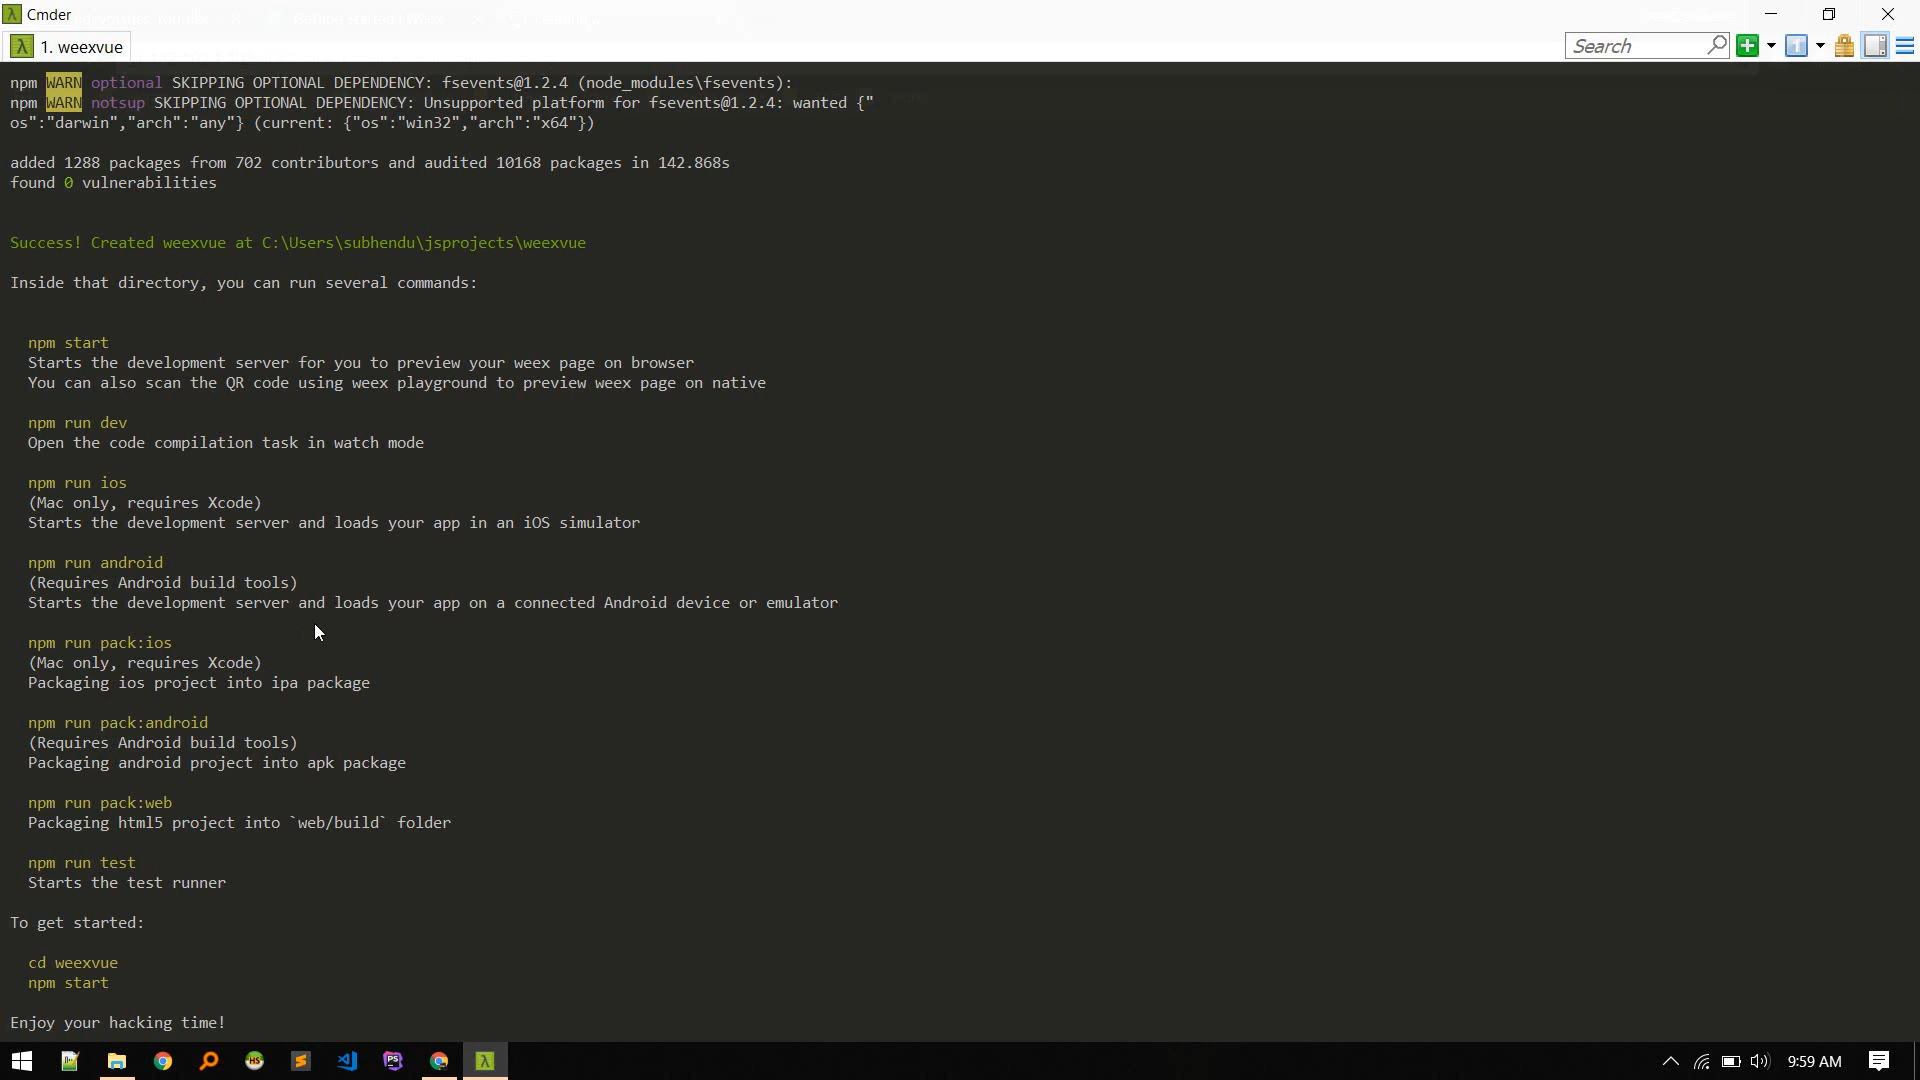 Cmder
1. weexvue
Search
npm WARN optional SKIPPING OPTIONAL DEPENDENCY: fsevents@1.2.4 (node_modules\fsevents):
npm WARN notsup SKIPPING OPTIONAL DEPENDENCY: Unsupported platform for fsevents@1.2.4: wanted {"
os":"darwin","arch":"any"} (current: {"os":"win32","arch":"x64"})
added 1288 packages from 702 contributors and audited 10168 packages in 142.868s
found 0 vulnerabilities
Success! Created weexvue at C:\Users\subhendu\jsprojects\weexvue
Inside that directory, you can run several commands:
npm start
Starts the development server for you to preview your weex page on browser
You can also scan the QR code using weex playground to preview weex page on native
npm run dev
Open the code compilation task in watch mode
npm run ios
(Mac only, requires Xcode)
Starts the development server and loads your app in an iOS simulator
npm run android
(Requires Android build tools)
Starts the development server and loads your app on a connected Android device or emulator
npm run pack:ios
(Mac only, requires Xcode)
Packaging ios project into ipa package
npm run pack:android
(Requires Android build tools)
Packaging android project into apk package
npm run pack:web
Packaging html5 project into `web/build` folder
npm run test
Starts the test runner
To get started:
cd weexvue
npm start
Enjoy your hacking time!
9:59 AM